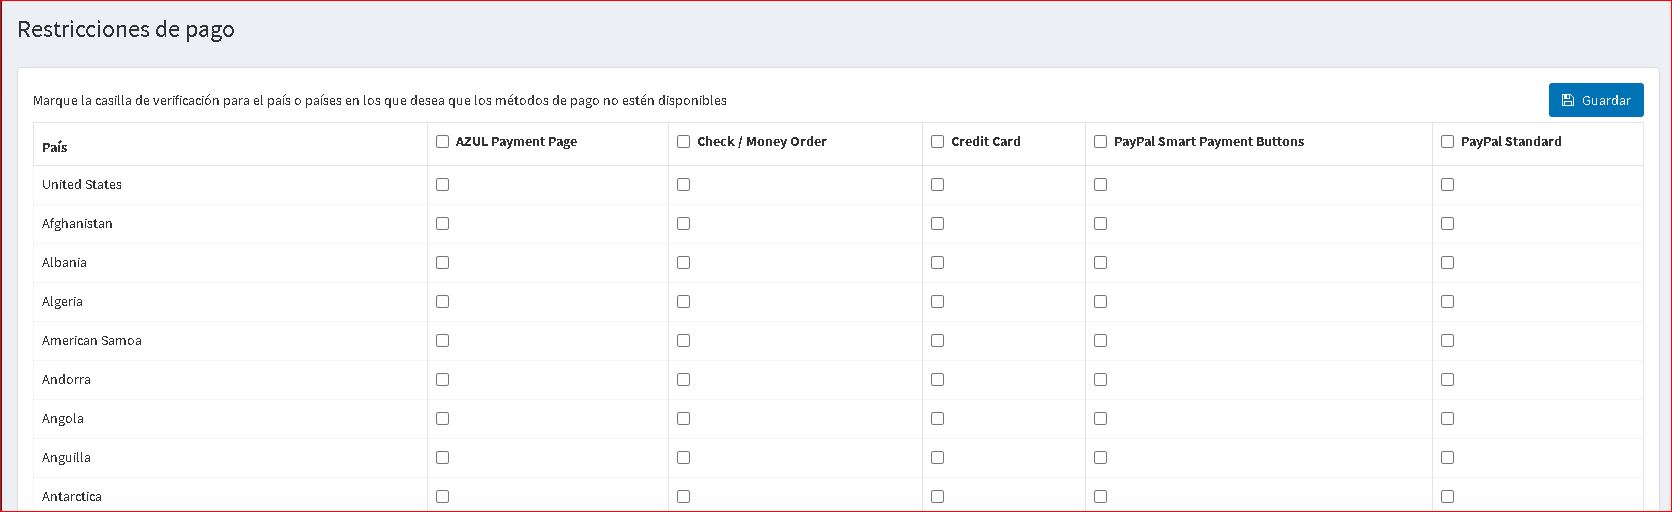 Restricciones de pago
Marque la casilla de verificación para el país o países en los que desea que los métodos de pago no estén disponibles
Guardar
País AZUL Payment Page Check / Money Order Credit Card PayPal Smart Payment Buttons PayPal Standard
United States
Afghanistan
Albania
Algeria
American Samoa
Andorra
Angola
Anguilla
Antarctica